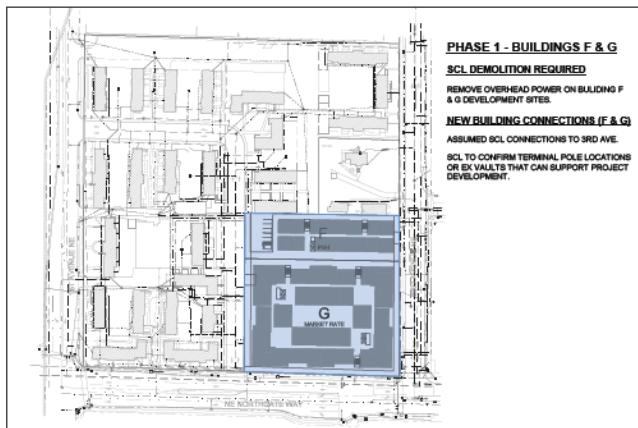 PHASE 1 - BUILDINGS F & G
SCL DEMOLITION REQUIRED
REMOVE OVERHEAD POWER ON BULIDING F
& G DEVELOPMENT SITES.
NEW BUILDING CONNECTIONS (F & G)
ASSUMED SCL CONNECTIONS TO 3RD AVE.
SCL TO CONFIRM TERMINAL POLE LOCATIONS
OR EX VAULTS THAT CAN SUPPORT PROJECT
DEVELOPMENT.
G
MARKET RATE
NE NORTHGATE WAY